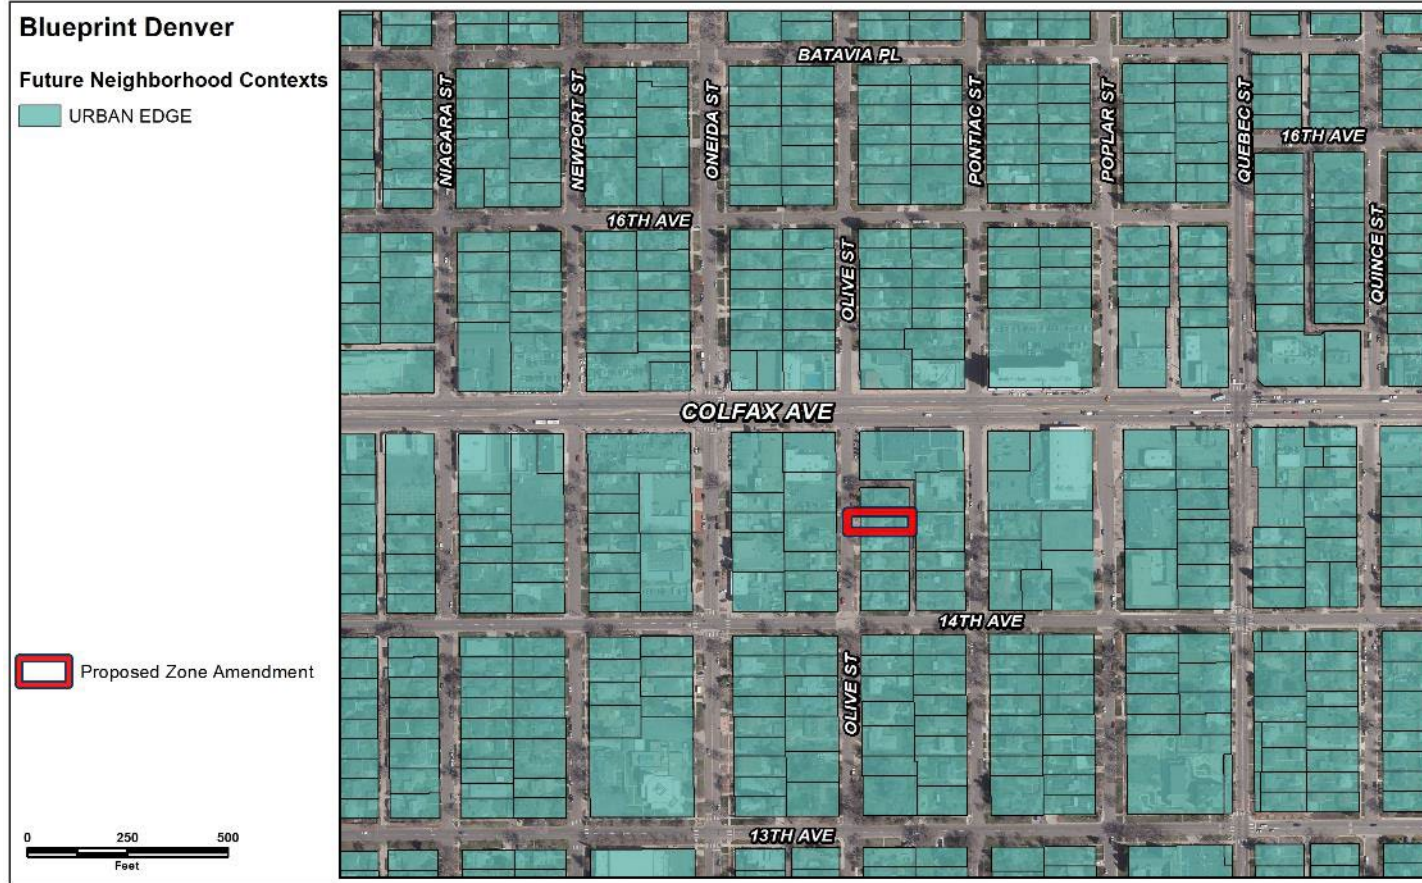 Blueprint Denver
Future Neighborhood Contexts
URBAN EDGE
Proposed Zone Amendment
0 250 500
Feet
BATAVIA PL
NIAGARA ST
NEWPORT ST
ONEIDA ST
PONTIAC ST
POPLAR ST
QUEBEC ST
16TH AVE
16TH AVE
OLIVE ST
QUINCE ST
COLFAX AVE
14TH AVE
OLIVE ST
13TH AVE